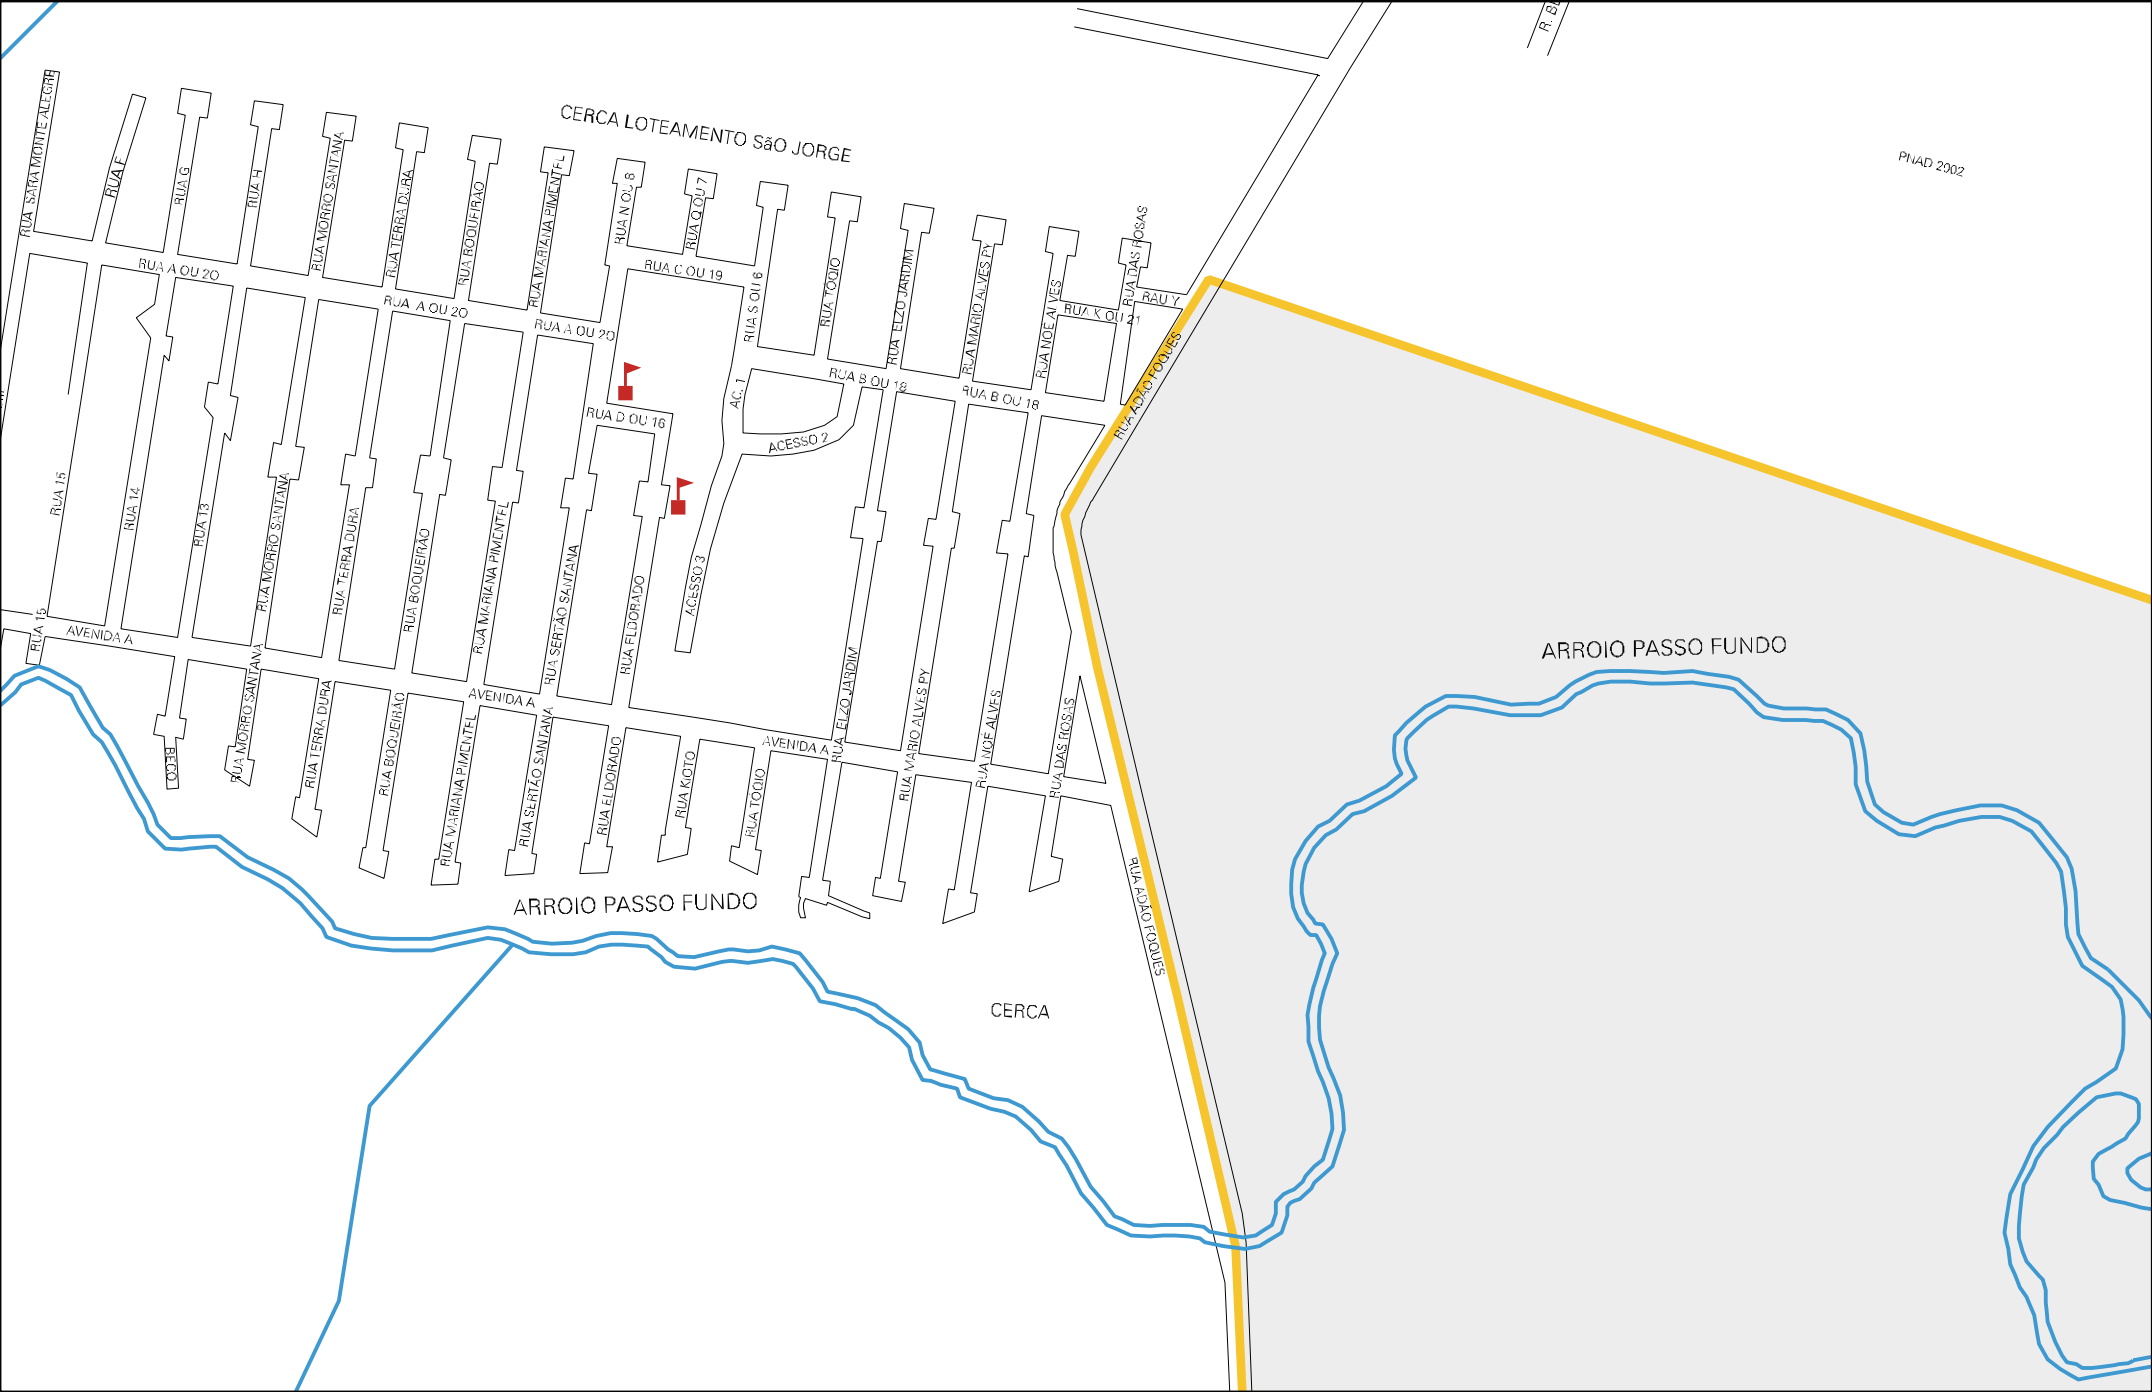 PNAD 2002
CERCA LOTEAMENTO SãO JORGE
RUA SARA MONTE ALEGRE
RUA F
RUA G
RUA H
RUA MORRO SANTANA
RUA TERRA DURA
RUA BOQUEIRAO
RUA MARIANA PIMENTEL
RUA N OU 8
RUA Q OU 7
RUA S OU 6
RUA TOQIO
RUA ELZO JARDIM
RUA MARIO ALVES PY
RUA NOE ALVES
RUA DAS ROSAS
RUA A OU 20
RUA A OU 20
RUA A OU 20
RUA C OU 19
RAU Y
RUA K OU 21
RUA B OU 18
RUA B OU 18
RUA ADÃO FOQUES
RUA D OU 16
AC. 1
ACESSO 2
ACESSO 3
RUA 15
RUA 14
RUA 13
RUA MORRO SANTANA
RUA TERRA DURA
RUA BOQUEIRÃO
RUA MARIANA PIMENTEL
RUA SERTÃO SANTANA
RUA ELDORADO
RUA 15
AVENIDA A
AVENIDA A
AVENIDA A
ARROIO PASSO FUNDO
BECO
RUA MORRO SANTANA
RUA TERRA DURA
RUA BOQUEIRÃO
RUA MARIANA PIMENTEL
RUA SERTÃO SANTANA
RUA ELDORADO
RUA KIOTO
RUA TOQIO
RUA ELZO JARDIM
RUA MARIO ALVES PY
RUA NOÉ ALVES
RUA DAS ROSAS
RUA ADÃO FOQUES
ARROIO PASSO FUNDO
CERCA